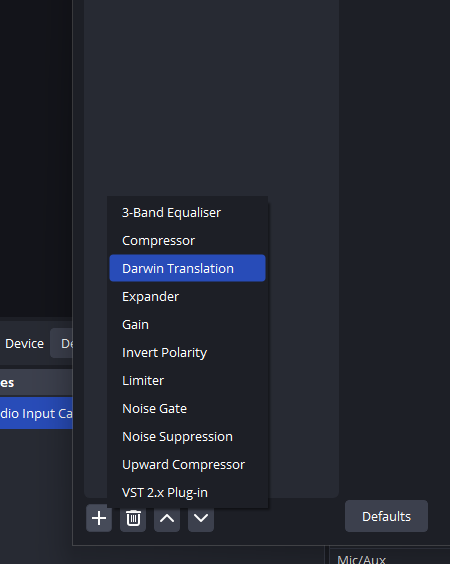 3-Band Equaliser
Compressor
Darwin Translation
Expander
Gain
Invert Polarity
Limiter
Noise Gate
Noise Suppression
Upward Compressor
VST 2.x Plug-in
Device
De
es
dio Input Ca
Defaults
Mic/Aux